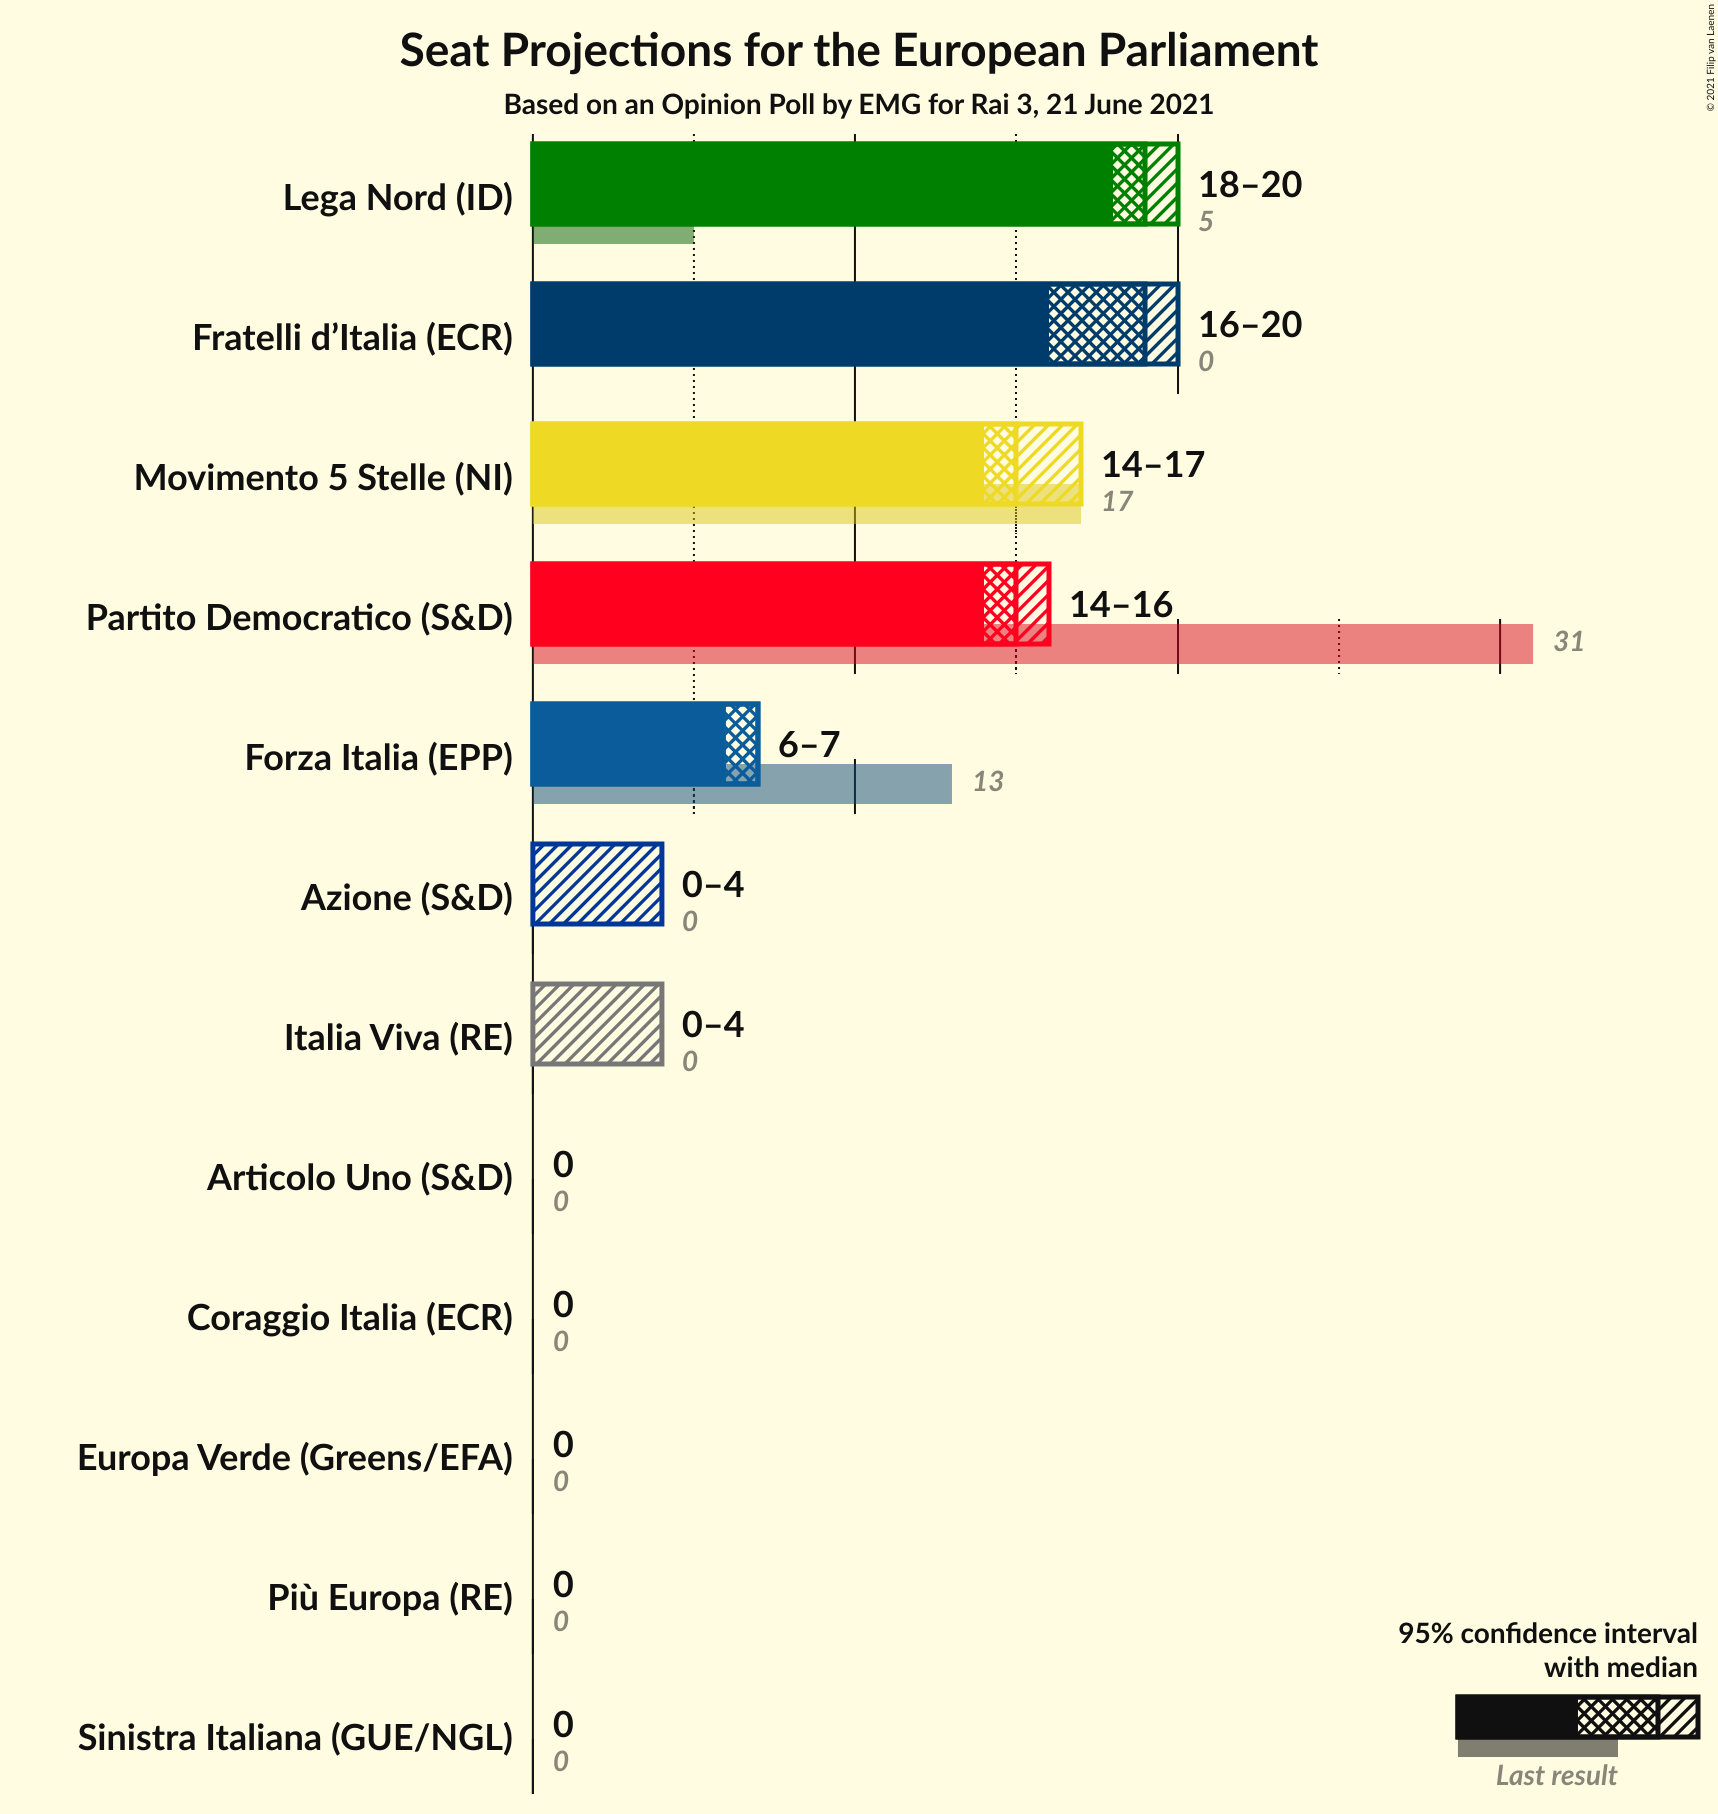 Seat Projections for the European Parliament
Based on an Opinion Poll by EMG for Rai 3, 21 June 2021
© 2021 Filip van Laenen
Lega Nord (ID)
18–20
5
Fratelli d’Italia (ECR)
16–20
0
Movimento 5 Stelle (NI)
14–17
17
Partito Democratico (S&D)
14–16
31
Forza Italia (EPP)
6–7
13
Azione (S&D)
0–4
0
Italia Viva (RE)
0–4
0
Articolo Uno (S&D)
0
0
Coraggio Italia (ECR)
0
0
Europa Verde (Greens/EFA)
0
0
Più Europa (RE)
0
0
Sinistra Italiana (GUE/NGL)
0
0
95% confidence interval
with median
Last result